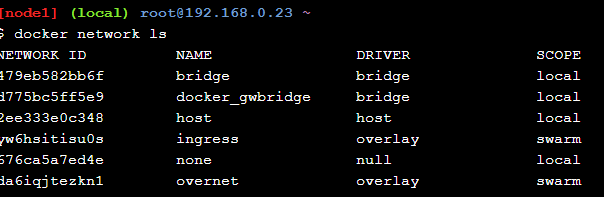 [node1] (local) root@192.168.0.23 ~
$ docker network ls
NETWORK ID NAME DRIVER SCOPE
479eb582bb6f bridge bridge local
d775bc5ff5e9 docker_gwbridge bridge local
2ee333e0c348 host host local
yw6hsitisu0s ingress overlay swarm
676ca5a7ed4e none null local
da6iqjtezkn1 overnet overlay swarm